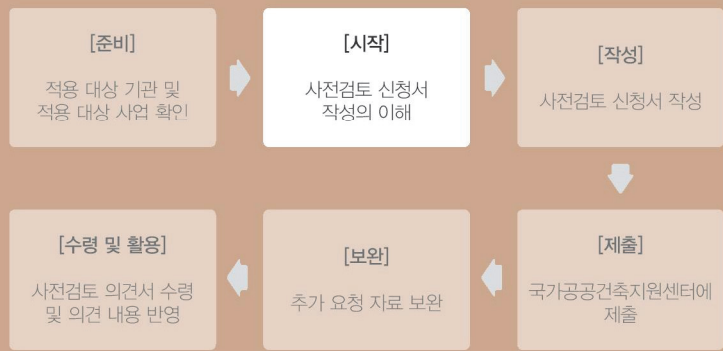 [준비]
적용 대상 기관 및
적용 대상 사업 확인
[시작]
사전검토 신청서
작성의 이해
[작성]
사전검토 신청서 작성
[제출]
국가공공건축지원센터에
제출
[보완]
추가 요청 자료 보완
[수령 및 활용]
사전검토 의견서 수령
및 의견 내용 반영